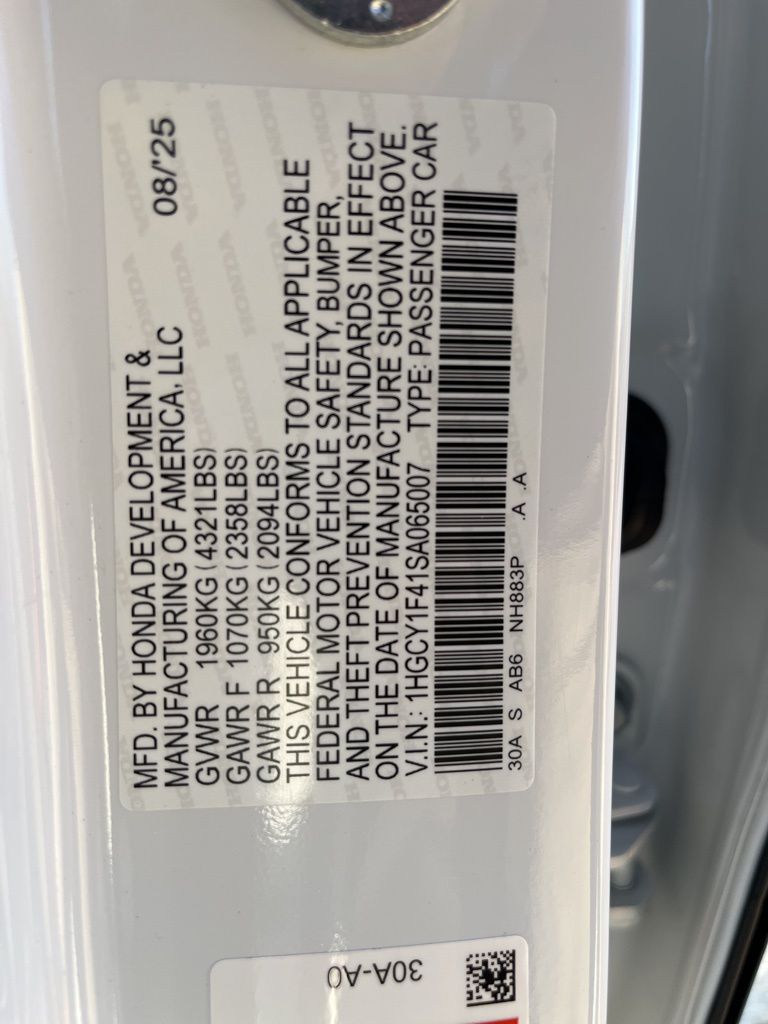 MFD. BY HONDA DEVELOPMENT &
MANUFACTURING OF AMERICA, LLC 08/'25
GVWR 1960KG (4321LBS)
GAWR F 1070KG (2358LBS)
GAWR R 950KG (2094LBS)
THIS VEHICLE CONFORMS TO ALL APPLICABLE
FEDERAL MOTOR VEHICLE SAFETY, BUMPER,
AND THEFT PREVENTION STANDARDS IN EFFECT
ON THE DATE OF MANUFACTURE SHOWN ABOVE.
V.I.N.: 1HGCY1F41SA065007 TYPE: PASSENGER CAR
30A S AB6 NH883P .A .A
30A-A0